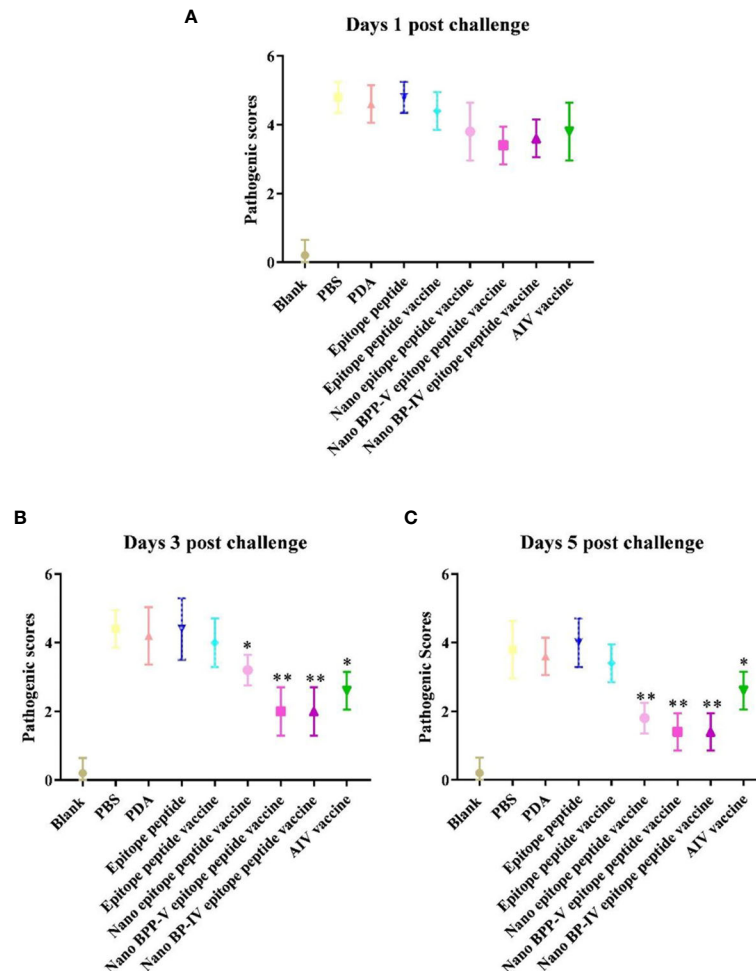 A
Days 1 post challenge
Pathogenic scores
6
4
2
0
Blank
PBS
PDA
Epitope peptide
Epitope peptide vaccine
Nano epitope peptide vaccine
Nano BPP-V epitope peptide vaccine
Nano BP-IV epitope peptide vaccine
AIV vaccine
B
Days 3 post challenge
Pathogenic scores
6
4
2
0
*
**
**
*
Blank
PBS
PDA
Epitope peptide
Epitope peptide vaccine
Nano epitope peptide vaccine
Nano BPP-V epitope peptide vaccine
Nano BP-IV epitope peptide vaccine
AIV vaccine
C
Days 5 post challenge
Pathogenic Scores
6
4
2
0
**
**
**
*
Blank
PBS
PDA
Epitope peptide
Epitope peptide vaccine
Nano epitope peptide vaccine
Nano BPP-V epitope peptide vaccine
Nano BP-IV epitope peptide vaccine
AIV vaccine